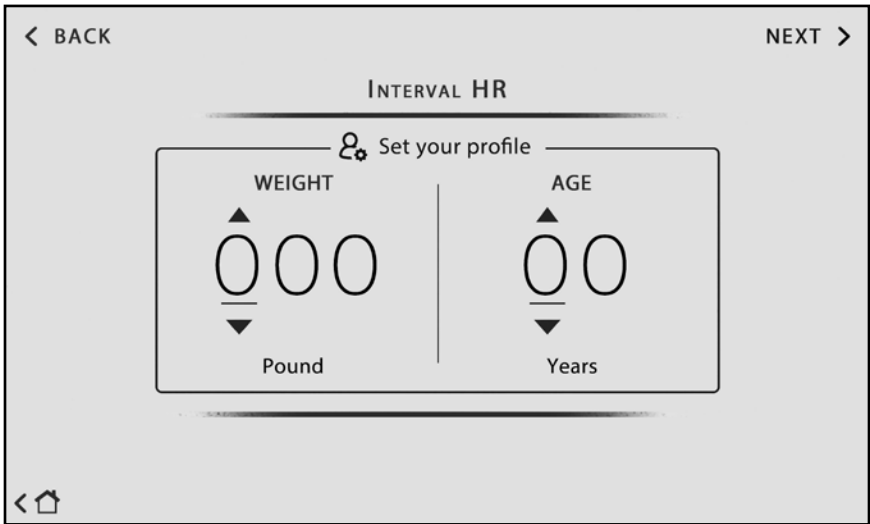 BACK
NEXT
INTERVAL HR
Set your profile
WEIGHT
AGE
000
00
Pound
Years